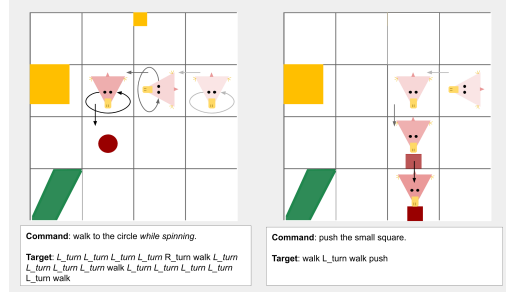 Command: walk to the circle while spinning.
Target: L_turn L_turn L_turn L_turn R_turn walk L_turn
L_turn L_turn L_turn walk L_turn L_turn L_turn L_turn
L_turn walk
Command: push the small square.
Target: walk L_turn walk push